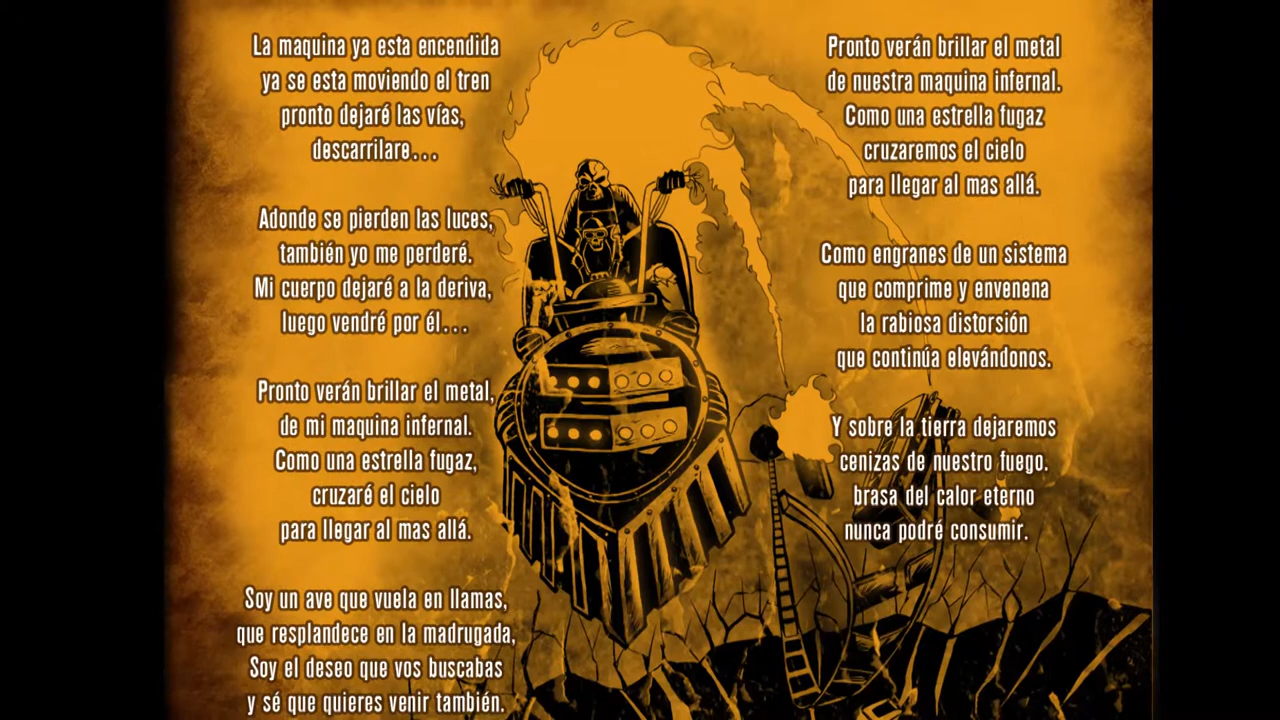 La maquina ya esta encendida
ya se esta moviendo el tren
pronto dejaré las vías,
descarrilare...
Adonde se pierden las luces,
también yo me perderé.
Mi cuerpo dejaré a la deriva,
luego vendré por él...
Pronto verán brillar el metal,
de mi maquina infernal.
Como una estrella fugaz,
cruzaré el cielo
para llegar al mas allá.
Soy un ave que vuela en llamas,
que resplandece en la madrugada,
Soy el deseo que vos buscabas
y sé que quieres venir también.
Pronto verán brillar el metal
de nuestra maquina infernal.
Como una estrella fugaz
cruzaremos el cielo
para llegar al mas allá.
Como engranes de un sistema
que comprime y envenena
la rabiosa distorsión
que continúa elevándonos.
Y sobre la tierra dejaremos
cenizas de nuestro fuego.
brasa del calor eterno
nunca podré consumir.